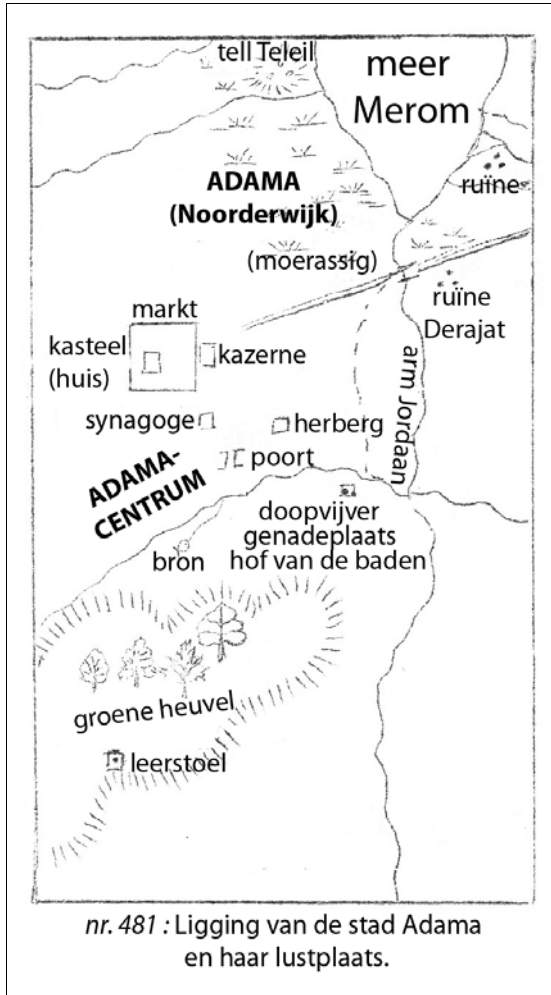 tell Teleil
meer
Merom
ruïne
ADAMA
(Noorderwijk)
(moerassig)
ruïne
Derajat
markt
kasteel
(huis)
kazerne
arm Jordaan
synagoge
herberg
poort
ADAMA-
CENTRUM
doopvijver
genadeplaats
hof van de baden
bron
groene heuvel
leerstoel
nr. 481 : Ligging van de stad Adama
en haar lustplaats.